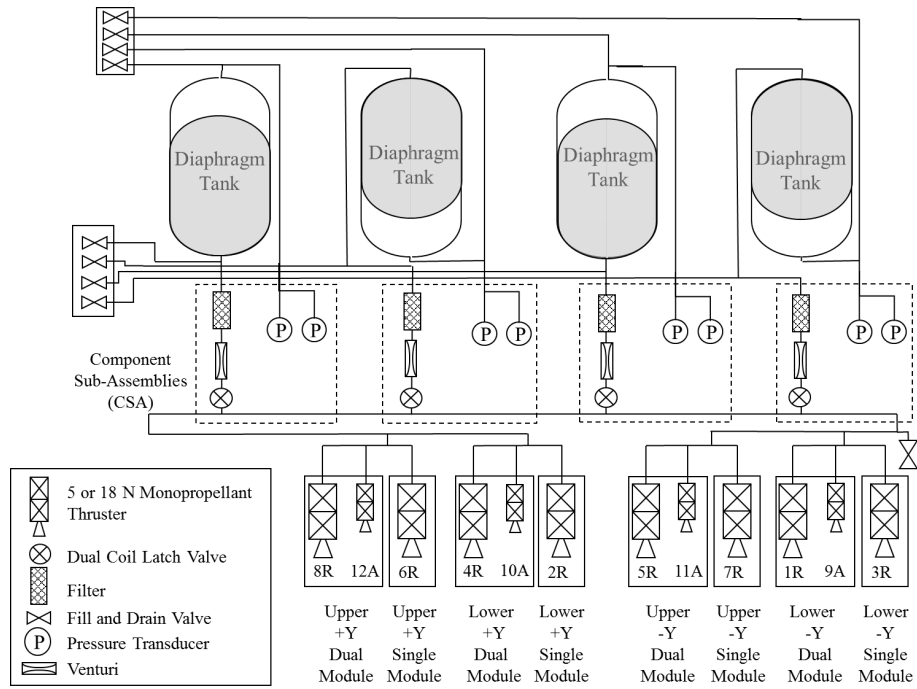 Diaphragm
Tank
Diaphragm
Tank
Diaphragm
Tank
Diaphragm
Tank
P
P
P
P
P
P
P
P
Component
Sub-Assemblies
(CSA)
5 or 18 N Monopropellant
Thruster
Dual Coil Latch Valve
Filter
Fill and Drain Valve
P
Pressure Transducer
Venturi
8R
12A
6R
4R
10A
2R
5R
11A
7R
1R
9A
3R
Upper
+Y
Dual
Module
Upper
+Y
Single
Module
Lower
+Y
Dual
Module
Lower
+Y
Single
Module
Upper
-Y
Dual
Module
Upper
-Y
Single
Module
Lower
-Y
Dual
Module
Lower
-Y
Single
Module